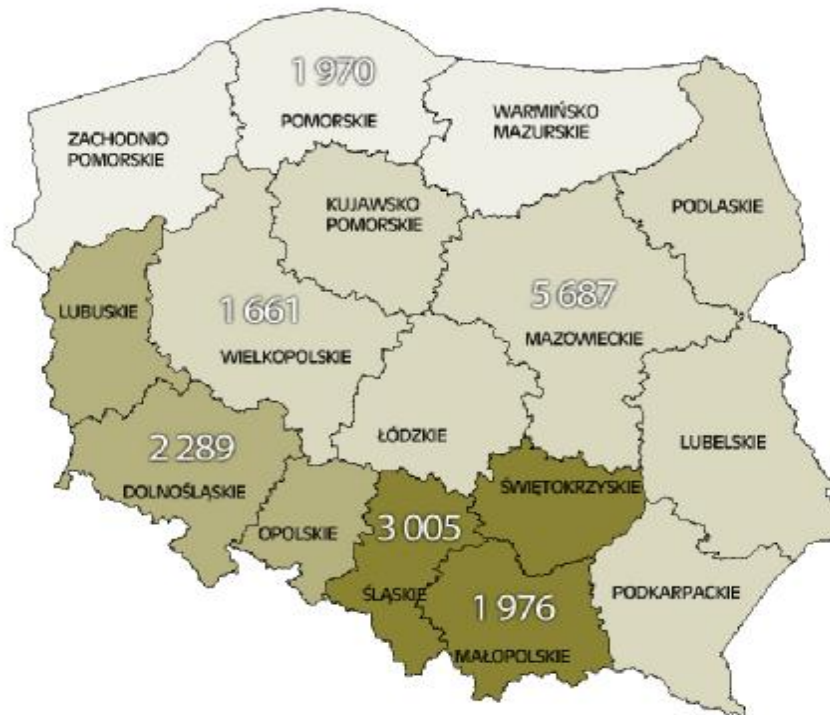 1 970
POMORSKIE
WARMIŃSKO
MAZURSKIE
ZACHODNIO
POMORSKIE
KUJAWSKO
POMORSKIE
PODLASKIE
LUBUSKIE
1 661
WIELKOPOLSKIE
5 687
MAZOWIECKIE
ŁÓDZKIE
LUBELSKIE
2 289
DOLNOŚLĄSKIE
OPOLSKIE
3 005
ŚLĄSKIE
ŚWIĘTOKRZYSKIE
1 976
MAŁOPOLSKIE
PODKARPACKIE